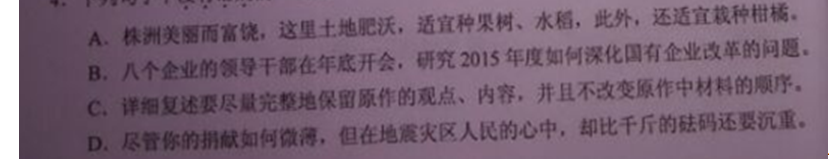 A．株洲美丽而富饶，这里土地肥沃，适宜种果树、水稻，此外，还适宜栽种柑橘。
B．八个企业的领导干部在年底开会，研究2015年度如何深化国有企业改革的问题。
C．详细复述要尽量完整地保留原作的观点、内容，并且不改变原作中材料的顺序。
D．尽管你的捐献如何微薄，但在地震灾区人民的心中，却比千斤的砝码还要沉重。